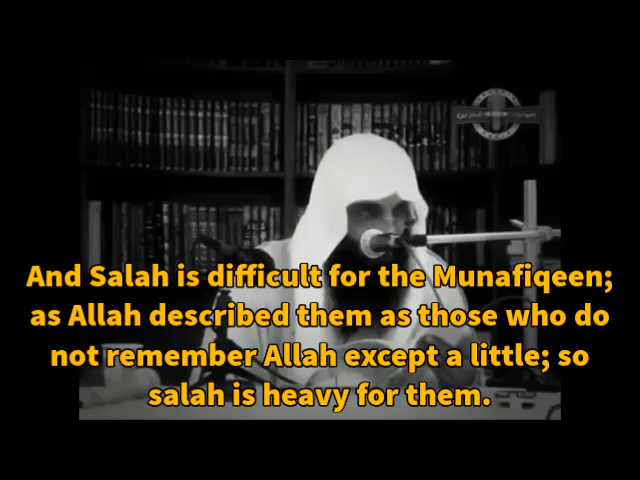 And Salah is difficult for the Munafiqeen;
as Allah described them as those who do
not remember Allah except a little; so
salah is heavy for them.